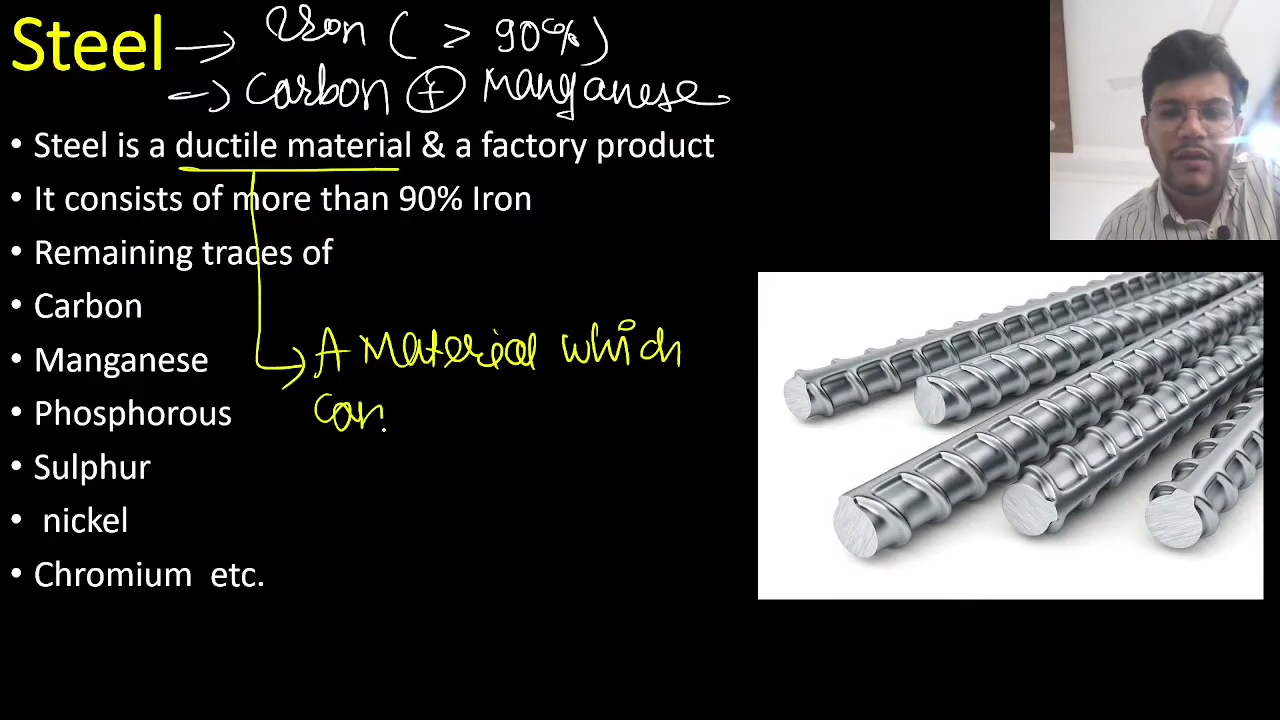 Steel → Iron ( > 90% )
→ Carbon + Manganese
• Steel is a ductile material & a factory product
• It consists of more than 90% Iron
• Remaining traces of
• Carbon
• Manganese
• Phosphorous
• Sulphur
• nickel
• Chromium etc.
→ A Material which
can